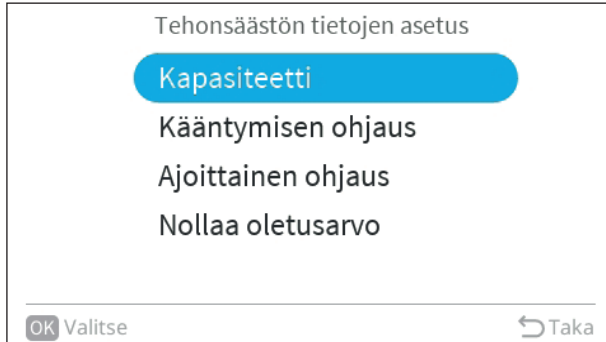 Tehonsäästön tietojen asetus
Kapasiteetti
Kääntymisen ohjaus
Ajoittainen ohjaus
Nollaa oletusarvo
OK Valitse
Taka